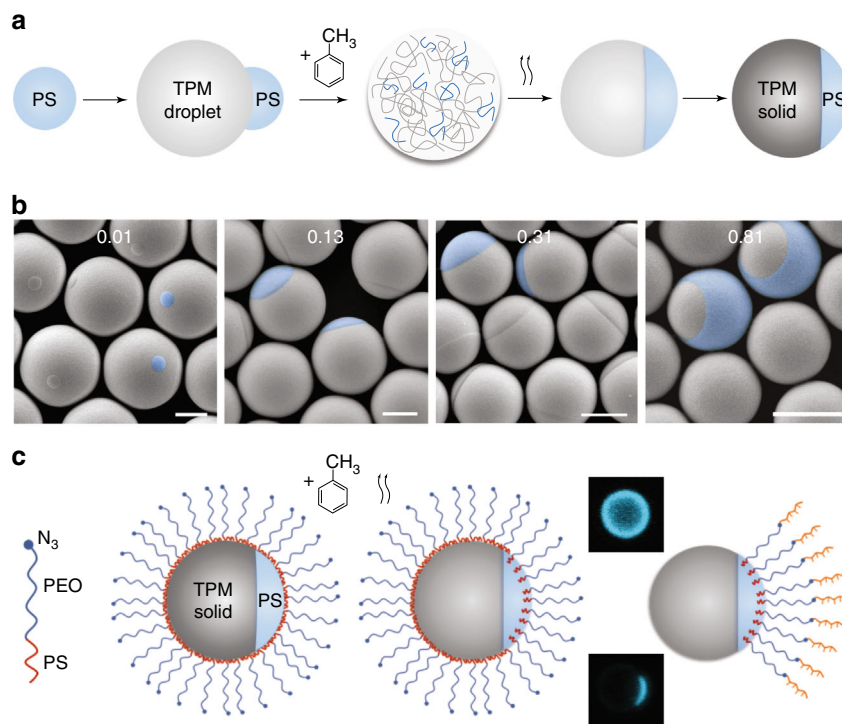 a
CH3
+
PS
TPM
droplet
PS
TPM
solid
PS
b
0.01
0.13
0.31
0.81
c
CH3
+
N3
PEO
PS
TPM
solid
PS